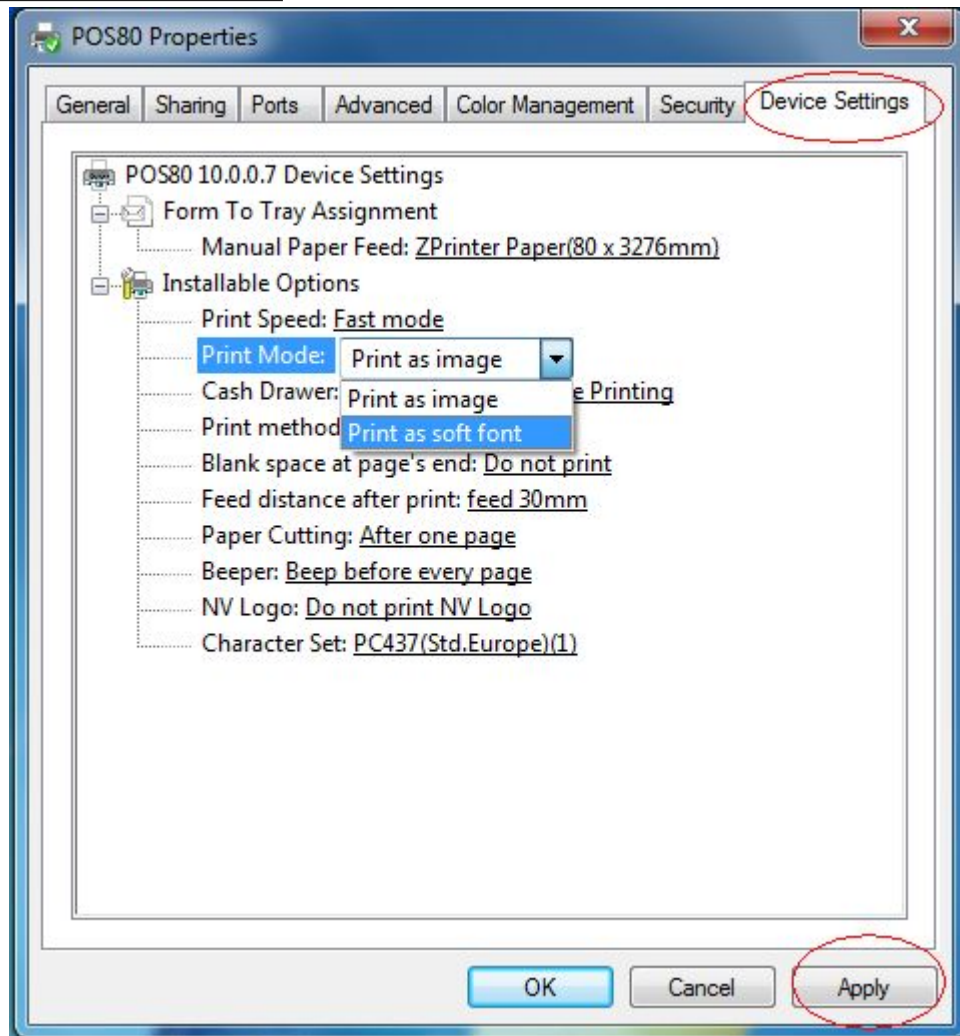 POS80 Properties
General Sharing Ports Advanced Color Management Security Device Settings
POS80 10.0.0.7 Device Settings
Form To Tray Assignment
Manual Paper Feed: ZPrinter Paper(80 x 3276mm)
Installable Options
Print Speed: Fast mode
Print Mode: Print as image
Cash Drawer: Print as image e Printing
Print method Print as soft font
Blank space at page's end: Do not print
Feed distance after print: feed 30mm
Paper Cutting: After one page
Beeper: Beep before every page
NV Logo: Do not print NV Logo
Character Set: PC437(Std.Europe)(1)
OK Cancel Apply